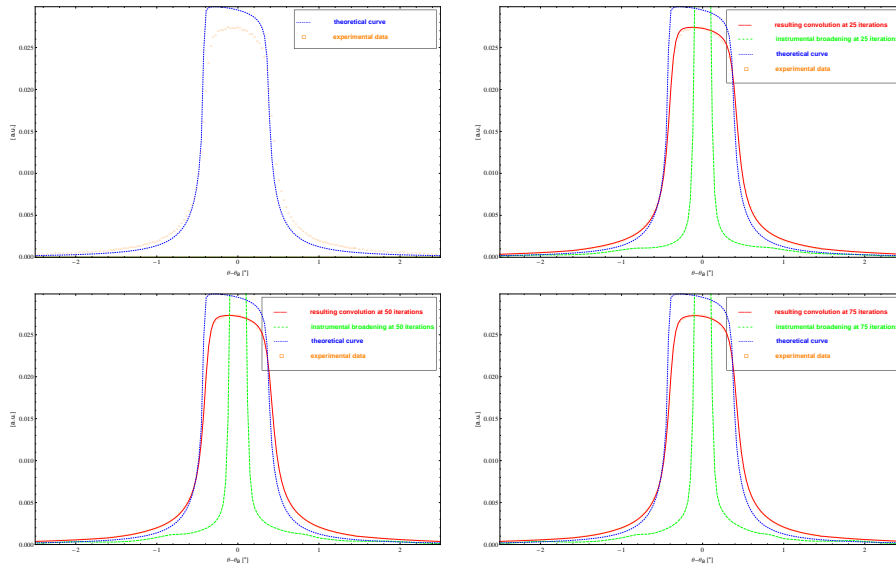 theoretical curve
experimental data
0.025
0.020
0.015
0.010
0.005
0.000
[a.u.]
-2
-1
0
1
2
θ-θB ["]
resulting convolution at 25 iterations
instrumental broadening at 25 iterations
theoretical curve
experimental data
0.025
0.020
0.015
0.010
0.005
0.000
[a.u.]
-2
-1
0
1
2
θ-θB ["]
resulting convolution at 50 iterations
instrumental broadening at 50 iterations
theoretical curve
experimental data
0.025
0.020
0.015
0.010
0.005
0.000
[a.u.]
-2
-1
0
1
2
θ-θB ["]
resulting convolution at 75 iterations
instrumental broadening at 75 iterations
theoretical curve
experimental data
0.025
0.020
0.015
0.010
0.005
0.000
[a.u.]
-2
-1
0
1
2
θ-θB ["]